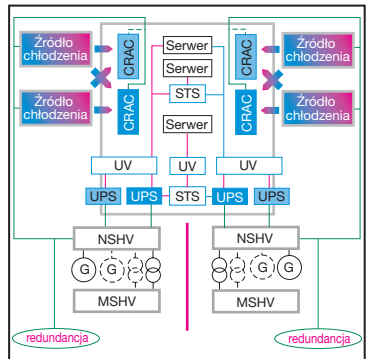 Źródło
chłodzenia
CRAC
Serwer
CRAC
Źródło
chłodzenia
Serwer
Źródło
chłodzenia
CRAC
STS
CRAC
Źródło
chłodzenia
Serwer
UV
UV
UV
UPS
UPS
STS
UPS
UPS
NSHV
NSHV
G
G
G
G
MSHV
MSHV
redundancja
redundancja